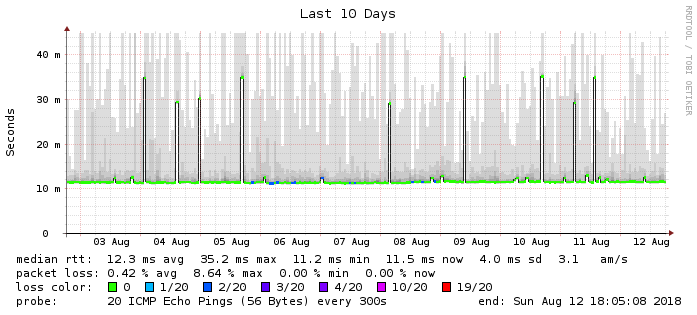 Last 10 Days
RRDTOOL / TOBI OETIKER
Seconds
40 m
30 m
20 m
10 m
0
03 Aug 04 Aug 05 Aug 06 Aug 07 Aug 08 Aug 09 Aug 10 Aug 11 Aug 12 Aug
median rtt: 12.3 ms avg 35.2 ms max 11.2 ms min 11.5 ms now 4.0 ms sd 3.1 am/s
packet loss: 0.42 % avg 8.64 % max 0.00 % min 0.00 % now
loss color: 0 1/20 2/20 3/20 4/20 10/20 19/20
probe: 20 ICMP Echo Pings (56 Bytes) every 300s end: Sun Aug 12 18:05:08 2018